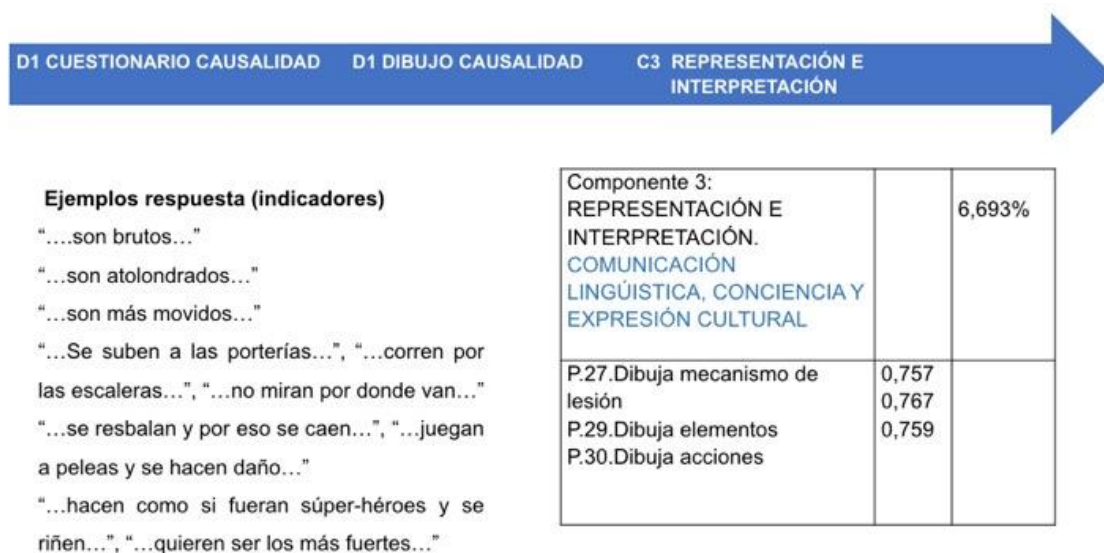 D1 CUESTIONARIO CAUSALIDAD D1 DIBUJO CAUSALIDAD C3 REPRESENTACIÓN E
INTERPRETACIÓN
Ejemplos respuesta (indicadores)
“....son brutos…”
“…son atolondrados…”
“…son más movidos…”
“…Se suben a las porterías…”, “…corren por
las escaleras…”, “…no miran por donde van…”
“…se resbalan y por eso se caen…”, “…juegan
a peleas y se hacen daño…”
“…hacen como si fueran súper-héroes y se
riñen…”, “…quieren ser los más fuertes…”
Componente 3:
REPRESENTACIÓN E 6,693%
INTERPRETACIÓN.
COMUNICACIÓN
LINGÚISTICA, CONCIENCIA Y
EXPRESIÓN CULTURAL
P.27.Dibuja mecanismo de 0,757
lesión 0,767
P.29.Dibuja elementos 0,759
P.30.Dibuja acciones